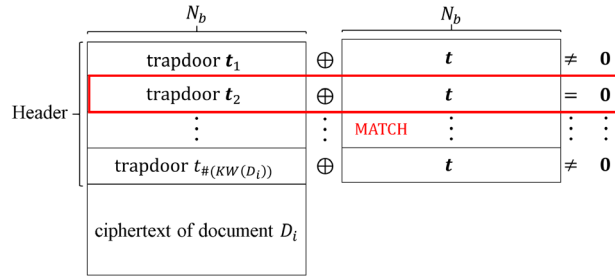 N_b N_b
trapdoor t_1 ⊕ t ≠ 0
trapdoor t_2 ⊕ t = 0
Header ⋮ ⋮ MATCH ⋮ ⋮ ⋮
trapdoor t_{#(KW(D_i))} ⊕ t ≠ 0
ciphertext of document D_i